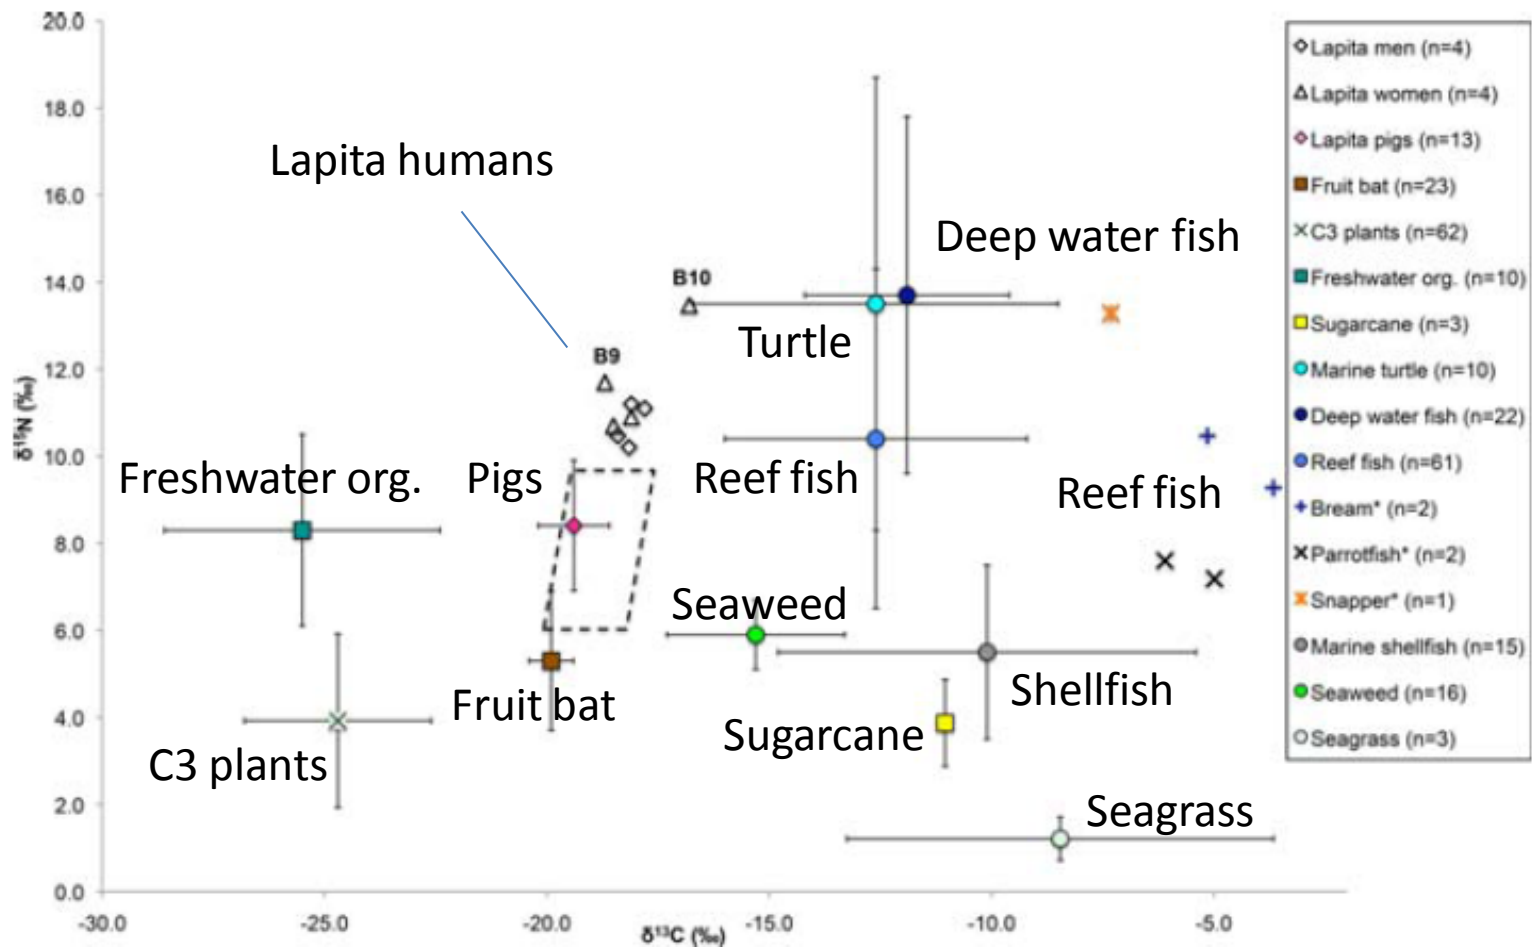 20.0
18.0
16.0
14.0
12.0
10.0
8.0
6.0
4.0
2.0
0.0
δ¹⁵N (‰)
-30.0
-25.0
-20.0
-15.0
-10.0
-5.0
δ¹³C (‰)
Lapita humans
Deep water fish
B10
Turtle
B9
Freshwater org.
Pigs
Reef fish
Reef fish
Seaweed
Fruit bat
Shellfish
Sugarcane
C3 plants
Seagrass
Lapita men (n=4)
Lapita women (n=4)
Lapita pigs (n=13)
Fruit bat (n=23)
C3 plants (n=62)
Freshwater org. (n=10)
Sugarcane (n=3)
Marine turtle (n=10)
Deep water fish (n=22)
Reef fish (n=61)
Bream* (n=2)
Parrotfish* (n=2)
Snapper* (n=1)
Marine shellfish (n=15)
Seaweed (n=16)
Seagrass (n=3)